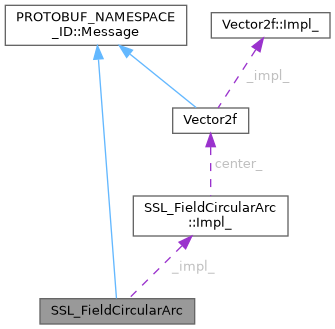 PROTOBUF_NAMESPACE
_ID::Message
Vector2f::Impl_
_impl_
Vector2f
center_
SSL_FieldCircularArc
::Impl_
_impl_
SSL_FieldCircularArc